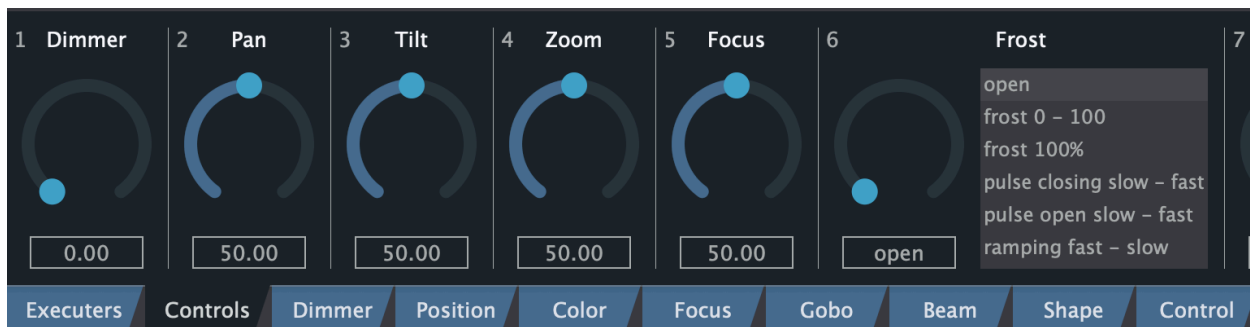 1 Dimmer
2 Pan
3 Tilt
4 Zoom
5 Focus
6 Frost
7
open
frost 0 – 100
frost 100%
pulse closing slow – fast
pulse open slow – fast
ramping fast – slow
0.00
50.00
50.00
50.00
50.00
open
Executers
Controls
Dimmer
Position
Color
Focus
Gobo
Beam
Shape
Control